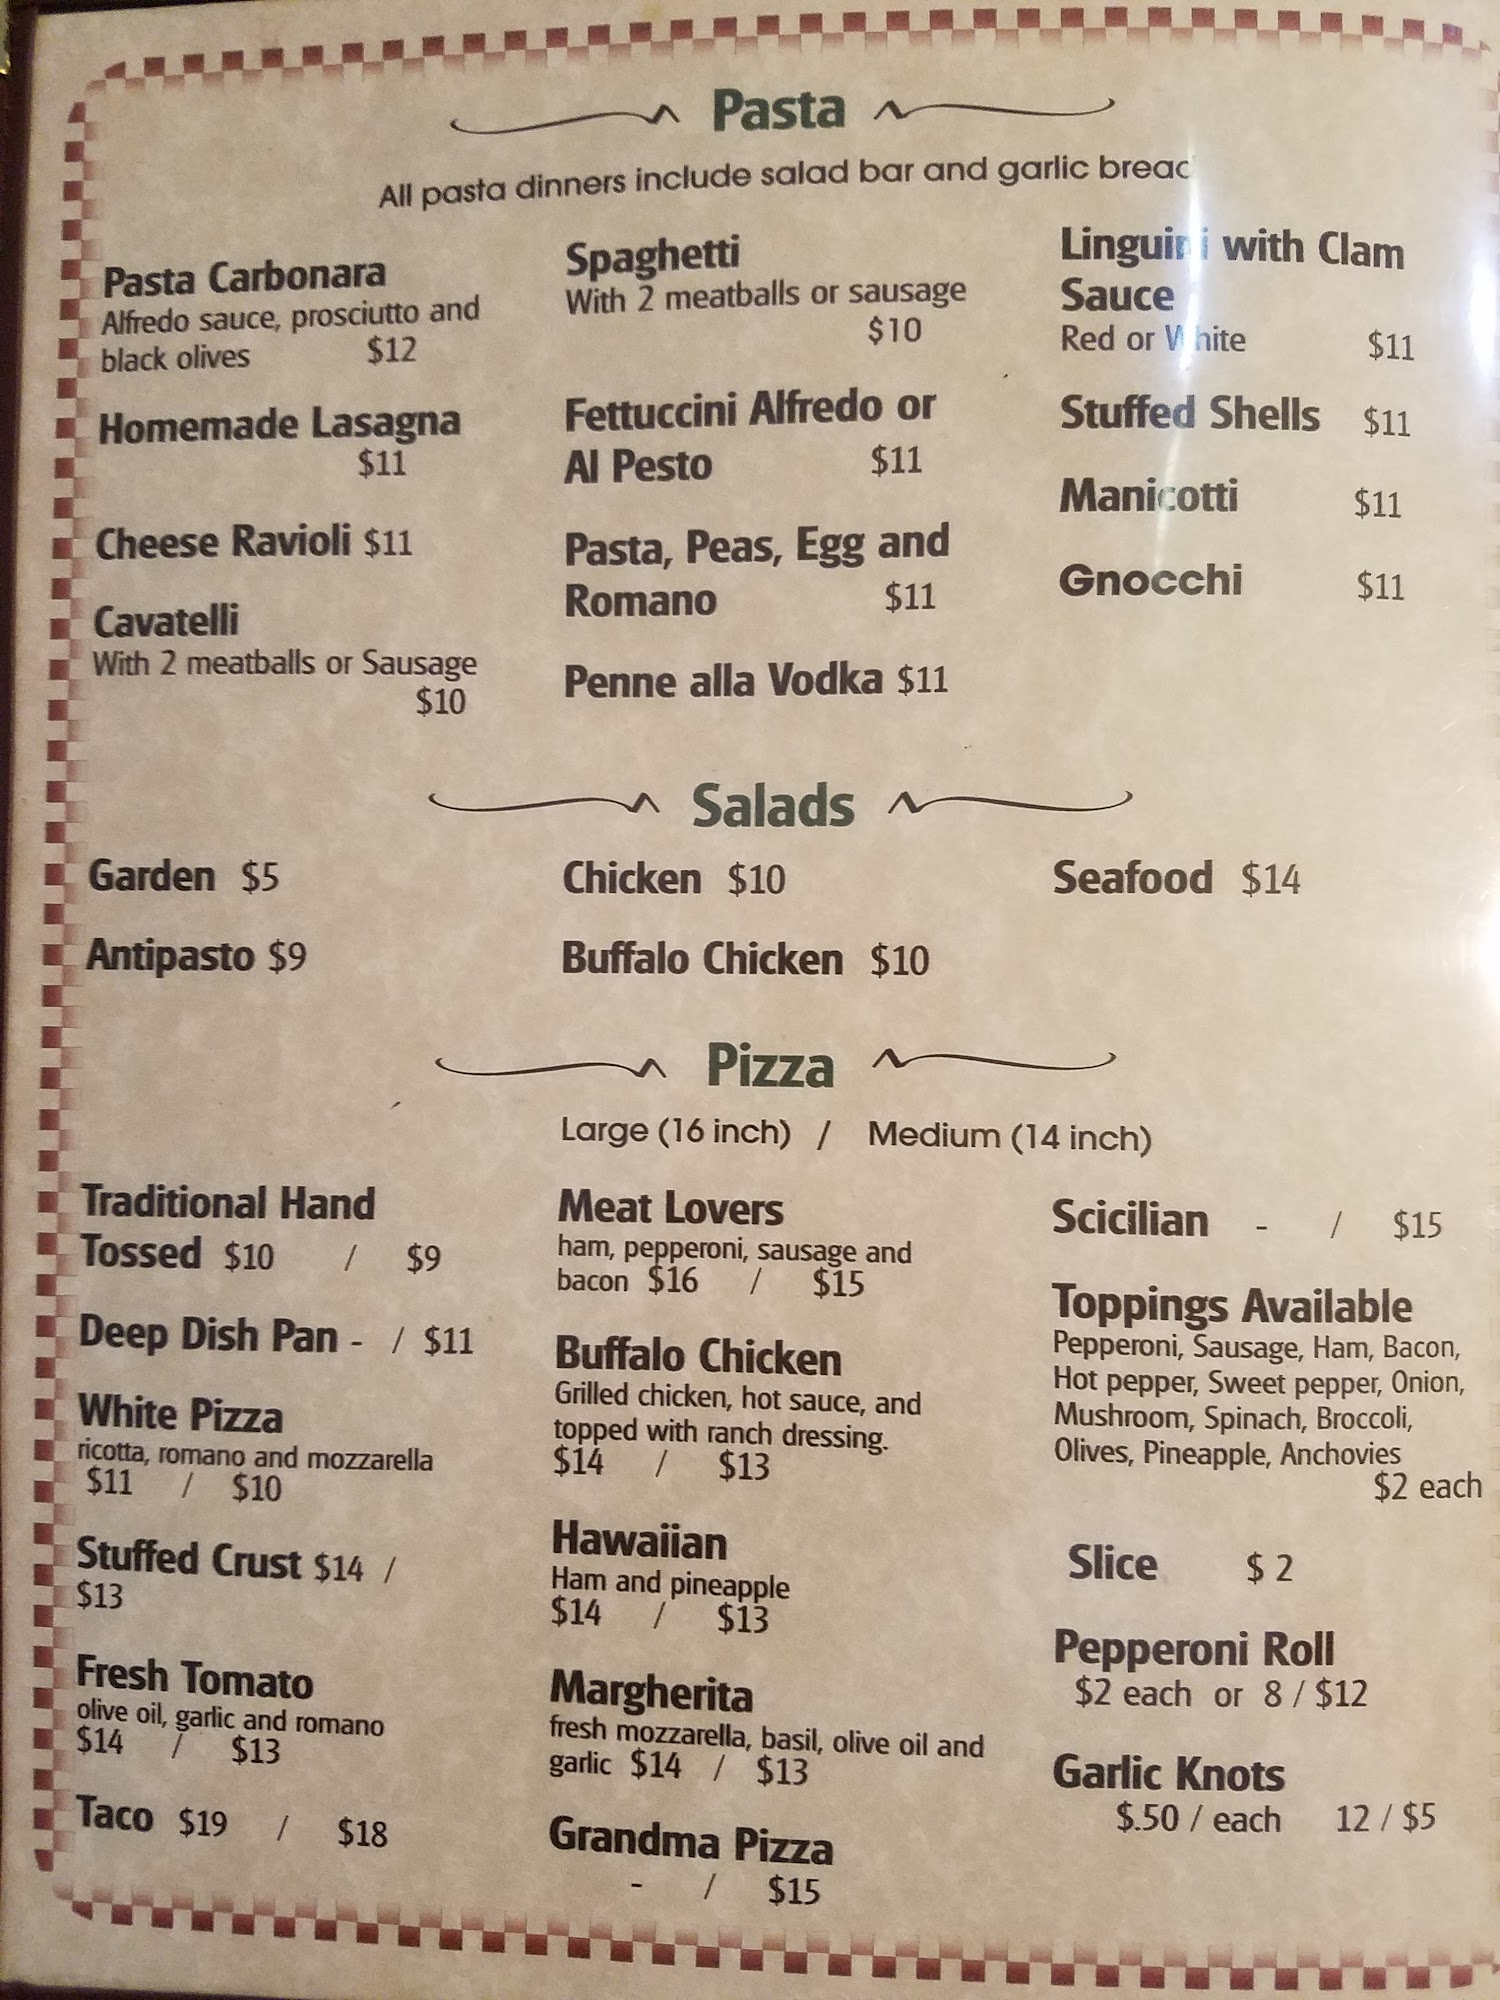 Pasta
All pasta dinners include salad bar and garlic bread
Pasta Carbonara
Alfredo sauce, prosciutto and
black olives $12
Homemade Lasagna
$11
Cheese Ravioli $11
Cavatelli
With 2 meatballs or Sausage
$10
Spaghetti
With 2 meatballs or sausage
$10
Fettuccini Alfredo or
Al Pesto $11
Pasta, Peas, Egg and
Romano $11
Penne alla Vodka $11
Linguini with Clam
Sauce
Red or White $11
Stuffed Shells $11
Manicotti $11
Gnocchi $11
Salads
Garden $5
Antipasto $9
Chicken $10
Buffalo Chicken $10
Seafood $14
Pizza
Large (16 inch) / Medium (14 inch)
Traditional Hand
Tossed $10 / $9
Deep Dish Pan - / $11
White Pizza
ricotta, romano and mozzarella
$11 / $10
Stuffed Crust $14 /
$13
Fresh Tomato
olive oil, garlic and romano
$14 / $13
Taco $19 / $18
Meat Lovers
ham, pepperoni, sausage and
bacon $16 / $15
Buffalo Chicken
Grilled chicken, hot sauce, and
topped with ranch dressing.
$14 / $13
Hawaiian
Ham and pineapple
$14 / $13
Margherita
fresh mozzarella, basil, olive oil and
garlic $14 / $13
Grandma Pizza
- / $15
Scicilian - / $15
Toppings Available
Pepperoni, Sausage, Ham, Bacon,
Hot pepper, Sweet pepper, Onion,
Mushroom, Spinach, Broccoli,
Olives, Pineapple, Anchovies
$2 each
Slice $ 2
Pepperoni Roll
$2 each or 8 / $12
Garlic Knots
$.50 / each 12 / $5